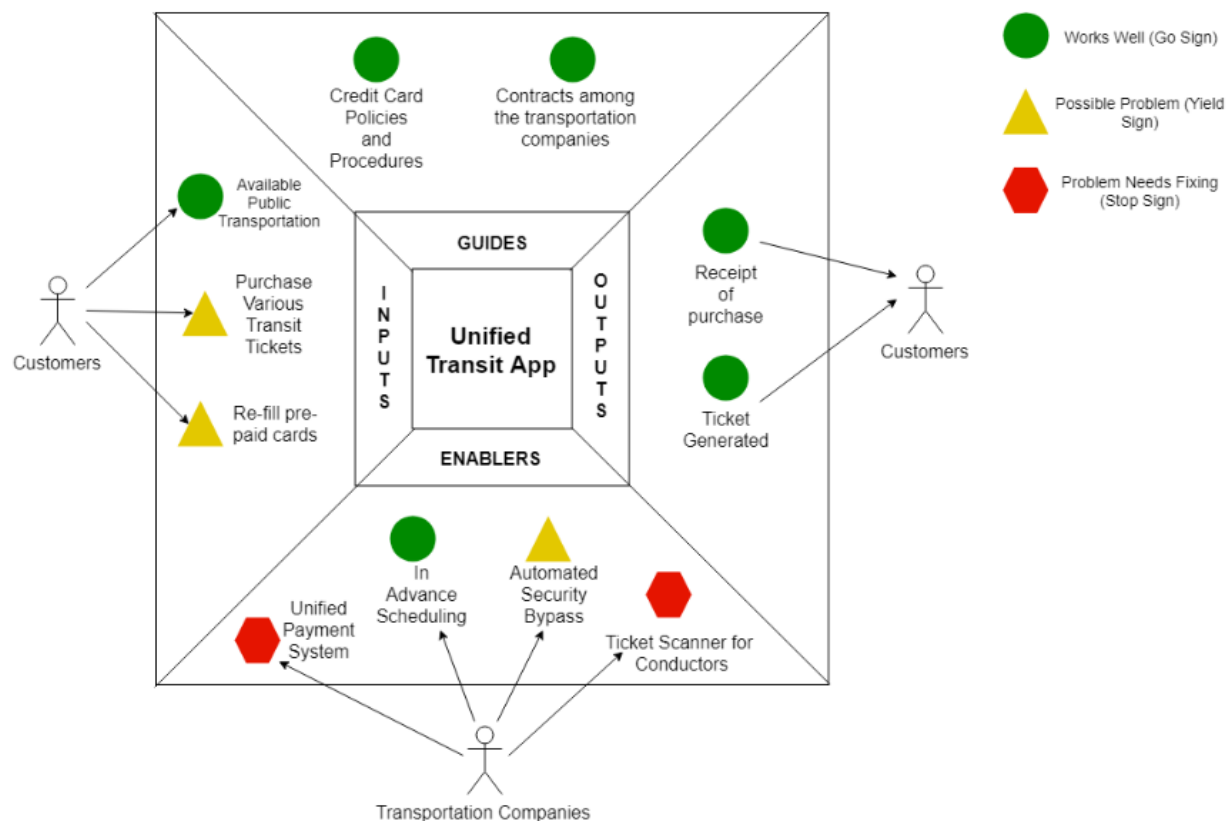 Credit Card
Policies
and
Procedures
Contracts among
the transportation
companies
Works Well (Go Sign)
Possible Problem (Yield
Sign)
Problem Needs Fixing
(Stop Sign)
Available
Public
Transportation
Purchase
Various
Transit
Tickets
Re-fill pre-
paid cards
Customers
GUIDES
INPUTS
Unified
Transit App
OUTPUTS
ENABLERS
Receipt
of
purchase
Ticket
Generated
Customers
Unified
Payment
System
In
Advance
Scheduling
Automated
Security
Bypass
Ticket Scanner for
Conductors
Transportation Companies